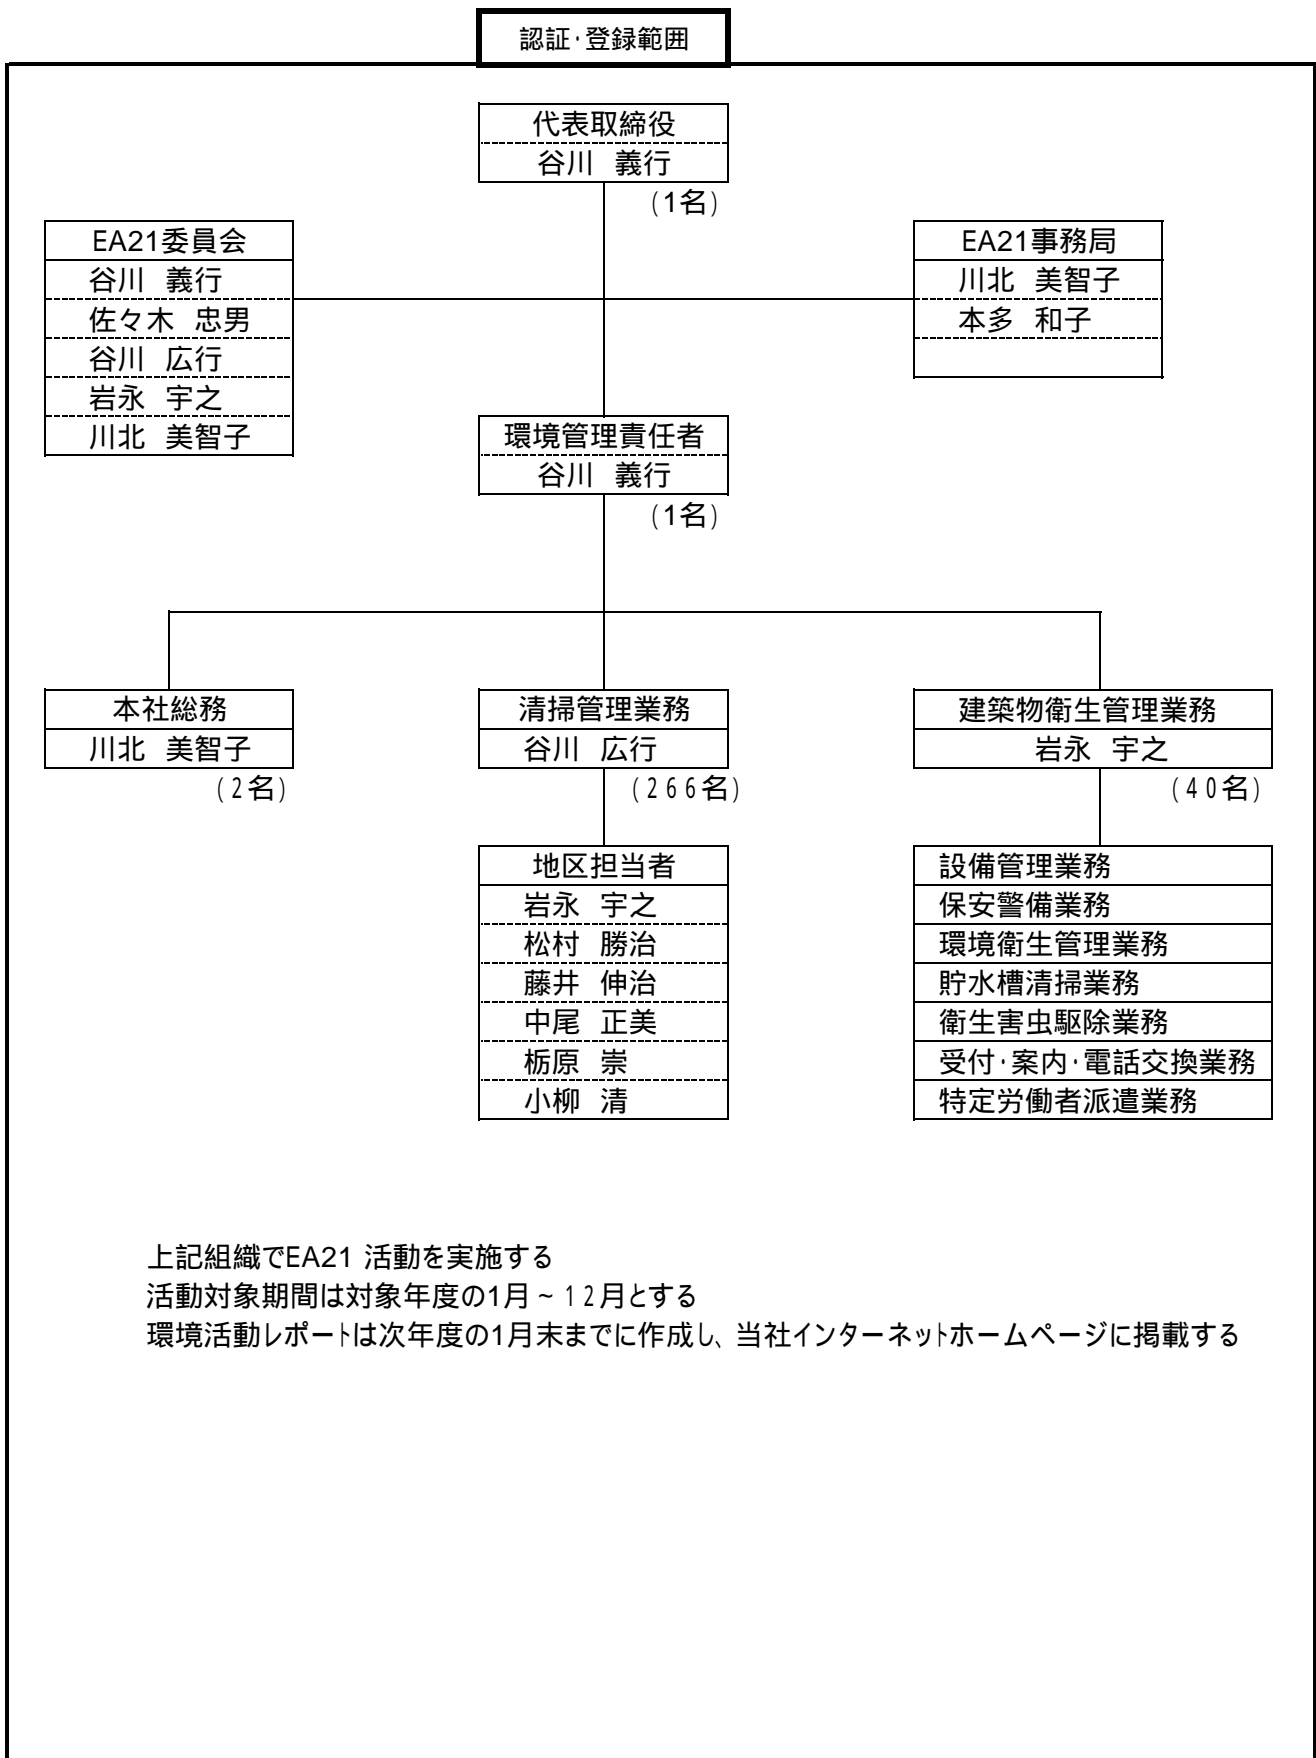 認証・登録範囲
代表取締役
谷川 義行
(1名)
EA21委員会
谷川 義行
佐々木 忠男
谷川 広行
岩永 宇之
川北 美智子
EA21事務局
川北 美智子
本多 和子
環境管理責任者
谷川 義行
(1名)
本社総務
川北 美智子
(2名)
清掃管理業務
谷川 広行
(266名)
建築物衛生管理業務
岩永 宇之
(40名)
地区担当者
岩永 宇之
松村 勝治
藤井 伸治
中尾 正美
栃原 崇
小柳 清
設備管理業務
保安警備業務
環境衛生管理業務
貯水槽清掃業務
衛生害虫駆除業務
受付・案内・電話交換業務
特定労働者派遣業務
上記組織でEA21 活動を実施する
活動対象期間は対象年度の1月~12月とする
環境活動レポートは次年度の1月末までに作成し、当社インターネットホームページに掲載する